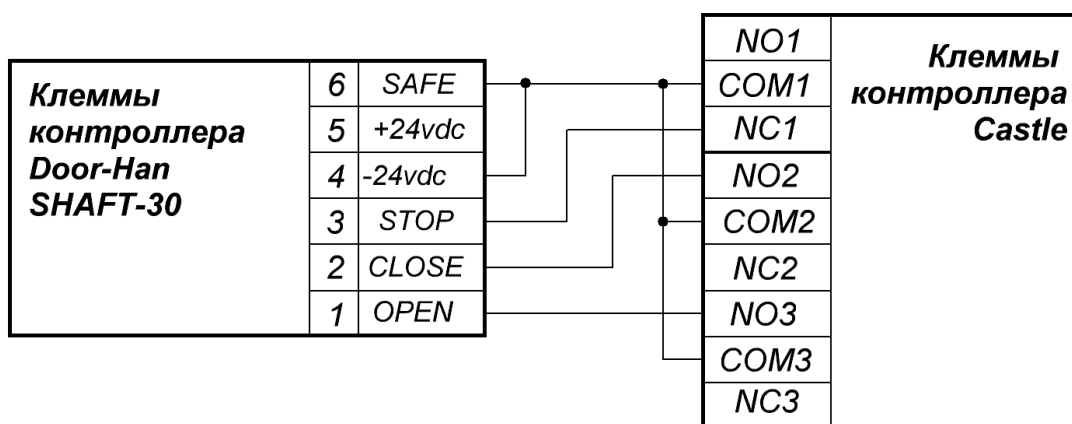 Клеммы
контроллера
Door-Han
SHAFT-30
6 SAFE
5 +24vdc
4 -24vdc
3 STOP
2 CLOSE
1 OPEN
NO1
COM1
NC1
NO2
COM2
NC2
NO3
COM3
NC3
Клеммы
контроллера
Castle